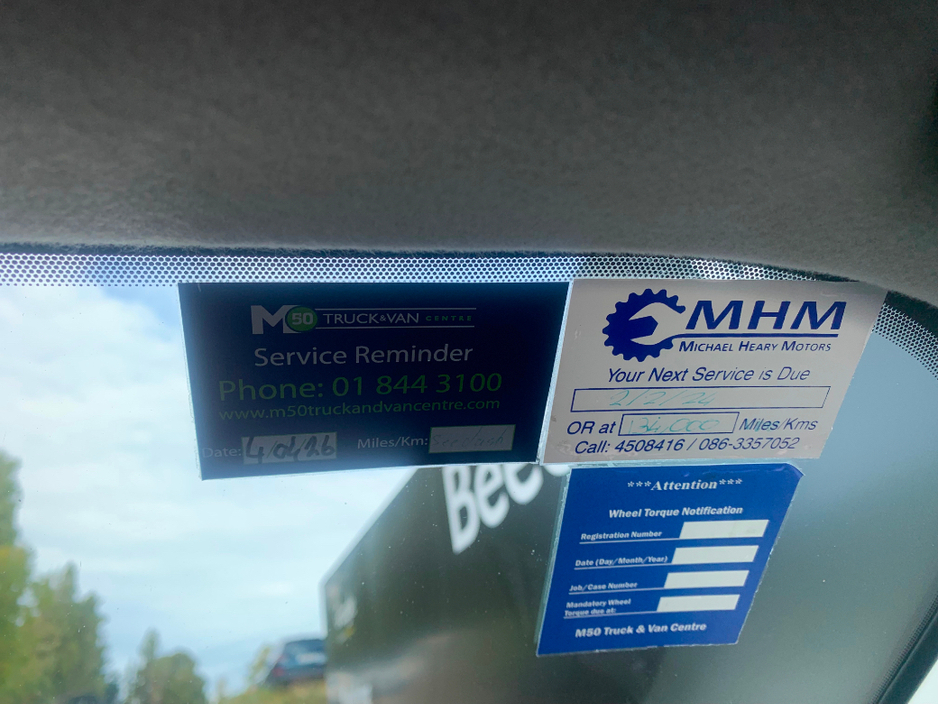 M50 TRUCK&VAN CENTRE
Service Reminder
Phone: 01 844 3100
www.m50truckandvancentre.com
Date: 4/04/26 Miles/Km:
MHM
MICHAEL HEARY MOTORS
Your Next Service is Due
2/2/24
OR at 134,000 Miles/Kms
Call: 4508416 / 086-3357052
***Attention***
Wheel Torque Notification
Registration Number
Date (Day/Month/Year)
Job/Case Number
Mandatory Wheel
Torque due at:
M50 Truck & Van Centre